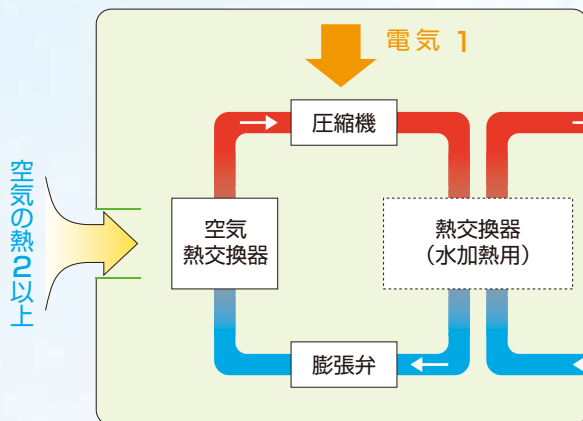 電気 1
圧縮機
空気の熱2以上
空気
熱交換器
熱交換器
（水加熱用）
膨張弁